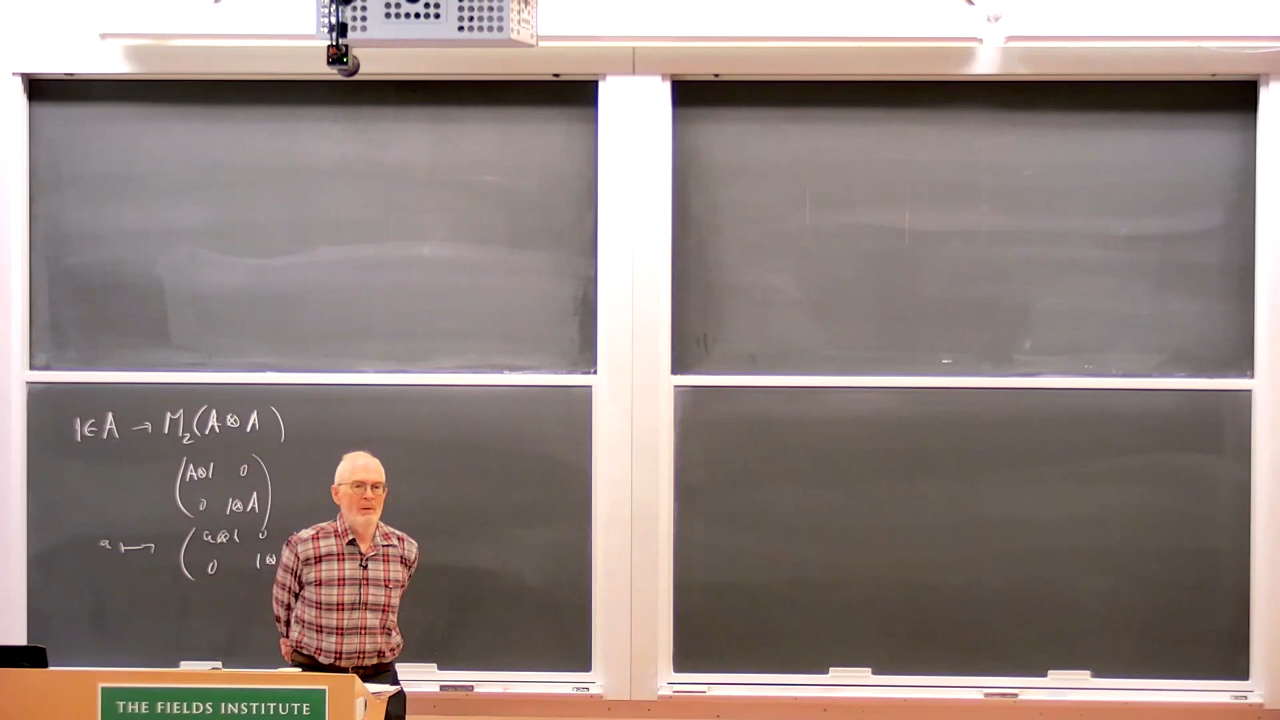 1∈A → M₂(A⊗A)
(A⊗1 0
0 1⊗A)
a ↦ (a⊗1 0
0 1⊗
THE FIELDS INSTITUTE